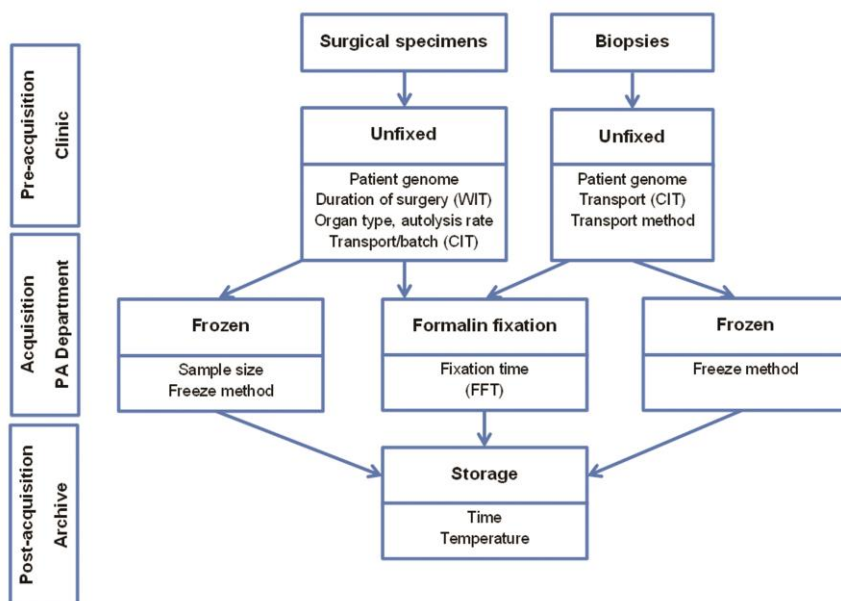 Surgical specimens
Biopsies
Pre-acquisition
Clinic
Unfixed
Patient genome
Duration of surgery (WIT)
Organ type, autolysis rate
Transport/batch (CIT)
Unfixed
Patient genome
Transport (CIT)
Transport method
Acquisition
PA Department
Frozen
Sample size
Freeze method
Formalin fixation
Fixation time
(FFT)
Frozen
Freeze method
Post-acquisition
Archive
Storage
Time
Temperature